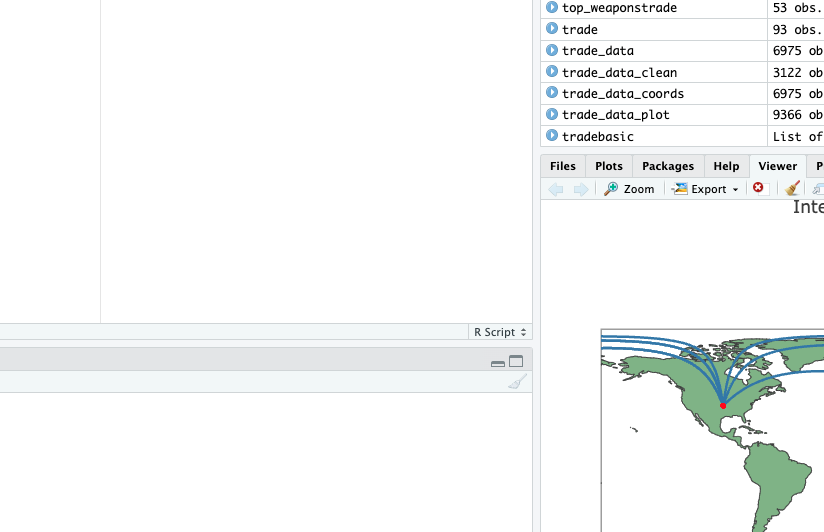 top_weaponstrade 53 obs.
trade 93 obs.
trade_data 6975 ob
trade_data_clean 3122 ob
trade_data_coords 6975 ob
trade_data_plot 9366 ob
tradebasic List of
Files Plots Packages Help Viewer P
Zoom Export
Inte
R Script